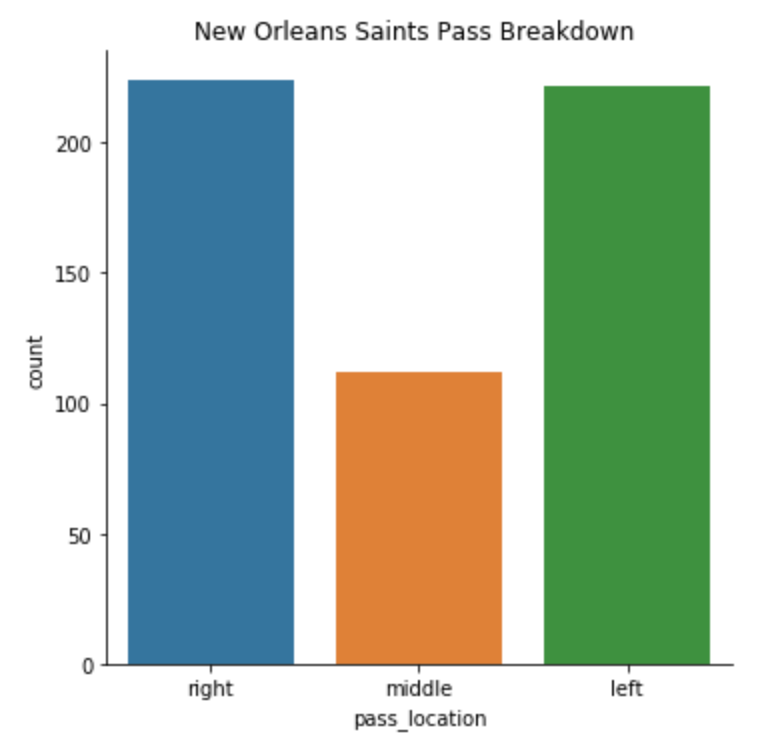 New Orleans Saints Pass Breakdown
200
150
100
50
0
count
right middle left
pass_location